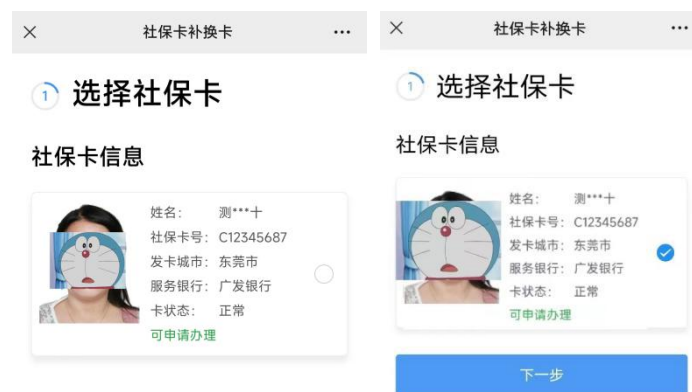 社保卡补换卡
1 选择社保卡
社保卡信息
姓名： 测***十
社保卡号： C12345687
发卡城市： 东莞市
服务银行： 广发银行
卡状态： 正常
可申请办理
社保卡补换卡
1 选择社保卡
社保卡信息
姓名： 测***十
社保卡号： C12345687
发卡城市： 东莞市
服务银行： 广发银行
卡状态： 正常
可申请办理
下一步